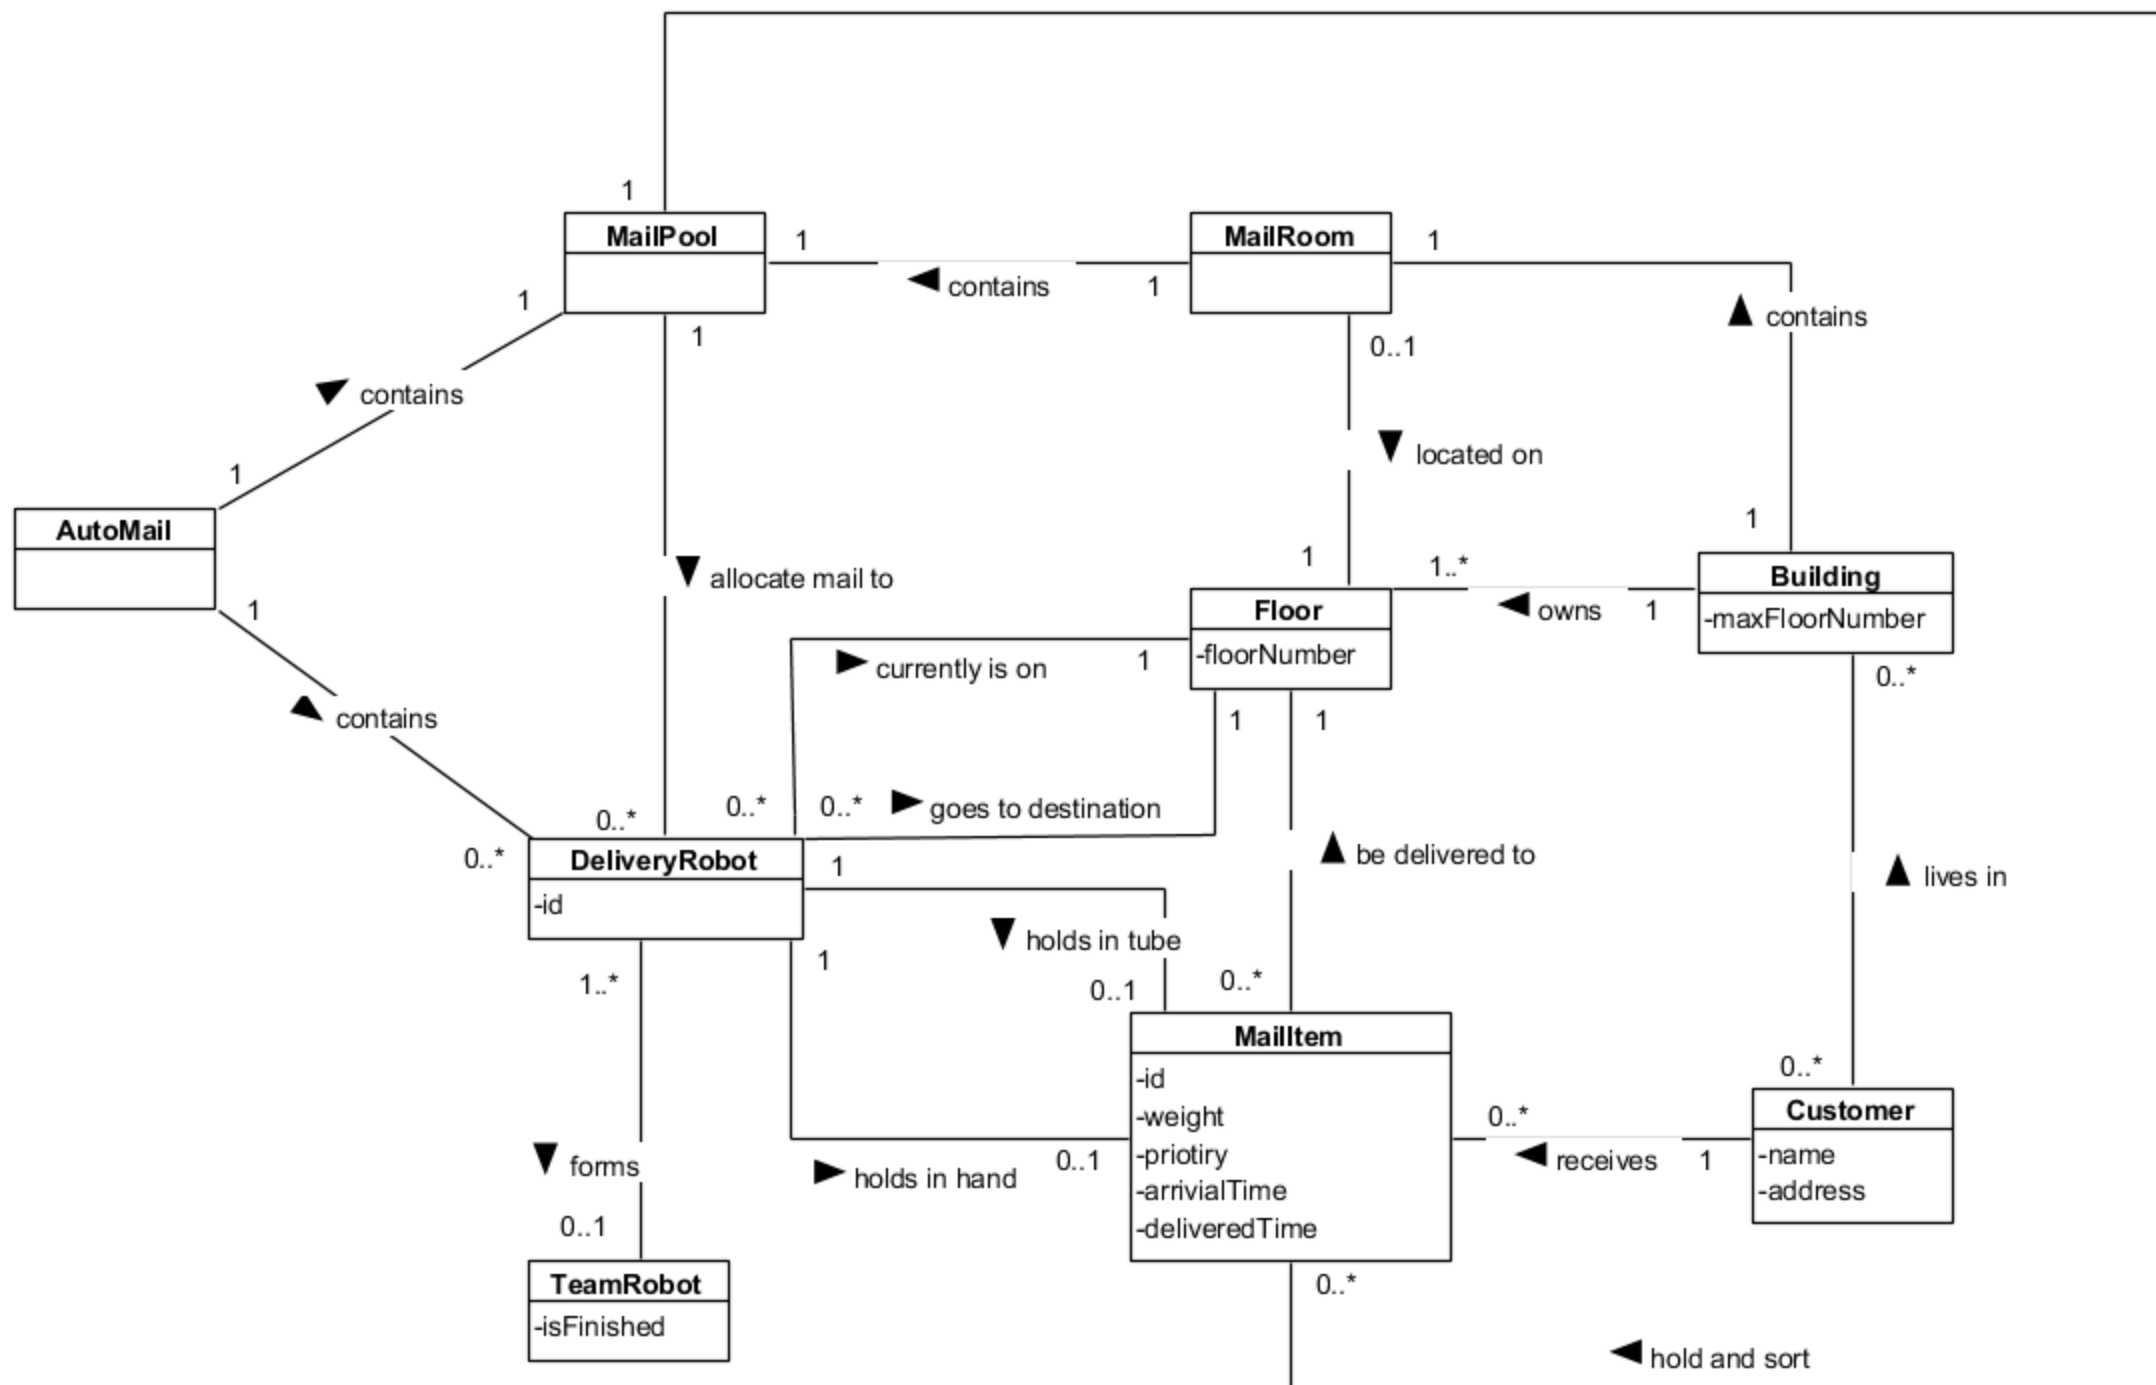 1
MailPool
1
contains
1
MailRoom
1
contains
1
contains
1
1
0..1
located on
1
AutoMail
1
allocate mail to
1
1..*
owns
1
Building
-maxFloorNumber
0..*
Floor
-floorNumber
currently is on
1
1
1
contains
0..*
0..*
0..*
goes to destination
0..*
DeliveryRobot
-id
1
be delivered to
lives in
holds in tube
0..1
0..*
1..*
1
MailItem
-id
-weight
-priotiry
-arrivialTime
-deliveredTime
0..*
0..*
receives
1
Customer
-name
-address
forms
0..1
holds in hand
0..1
TeamRobot
-isFinished
0..*
hold and sort